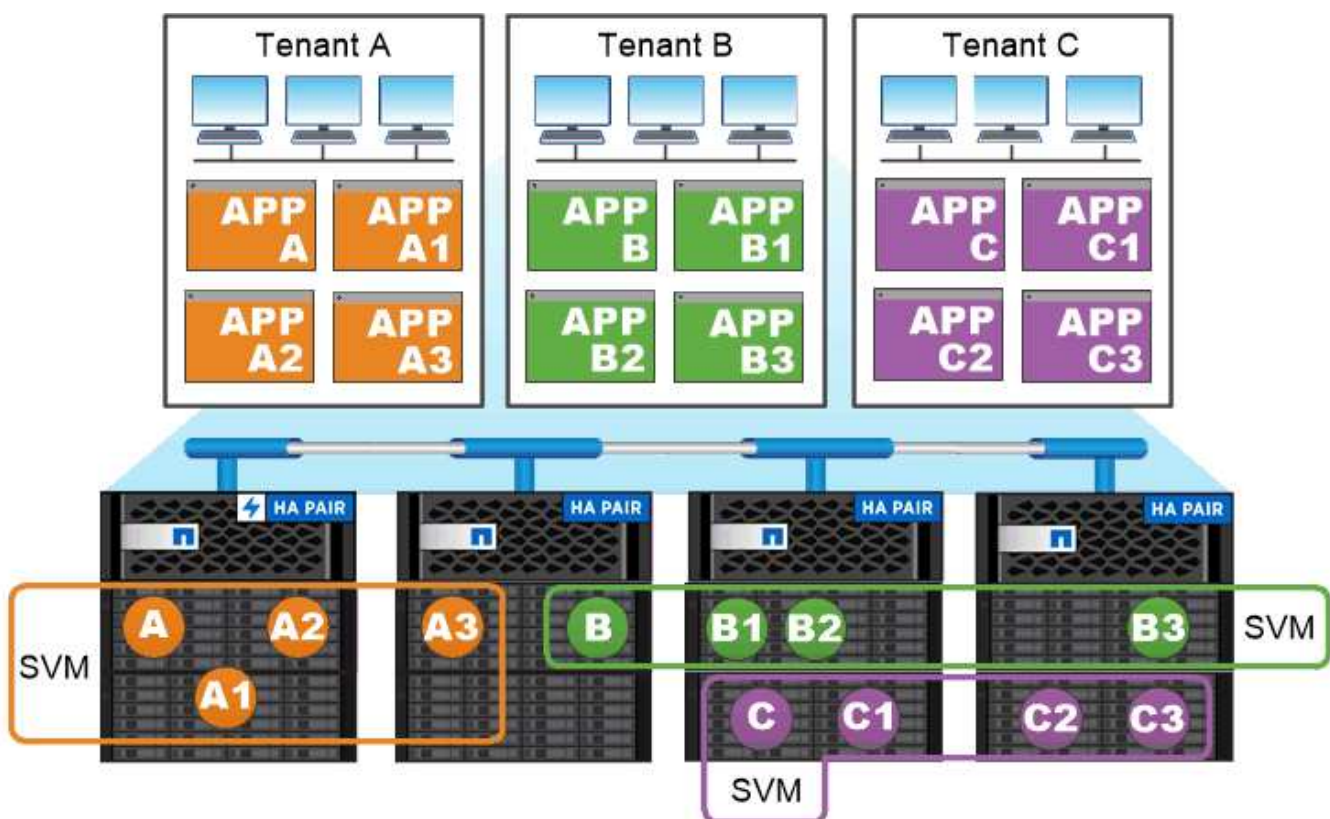 Tenant A
Tenant B
Tenant C
APP A
APP A1
APP B
APP B1
APP C
APP C1
APP A2
APP A3
APP B2
APP B3
APP C2
APP C3
HA PAIR
HA PAIR
HA PAIR
HA PAIR
SVM
A
A2
A1
A3
B
B1
B2
B3
SVM
C
C1
C2
C3
SVM